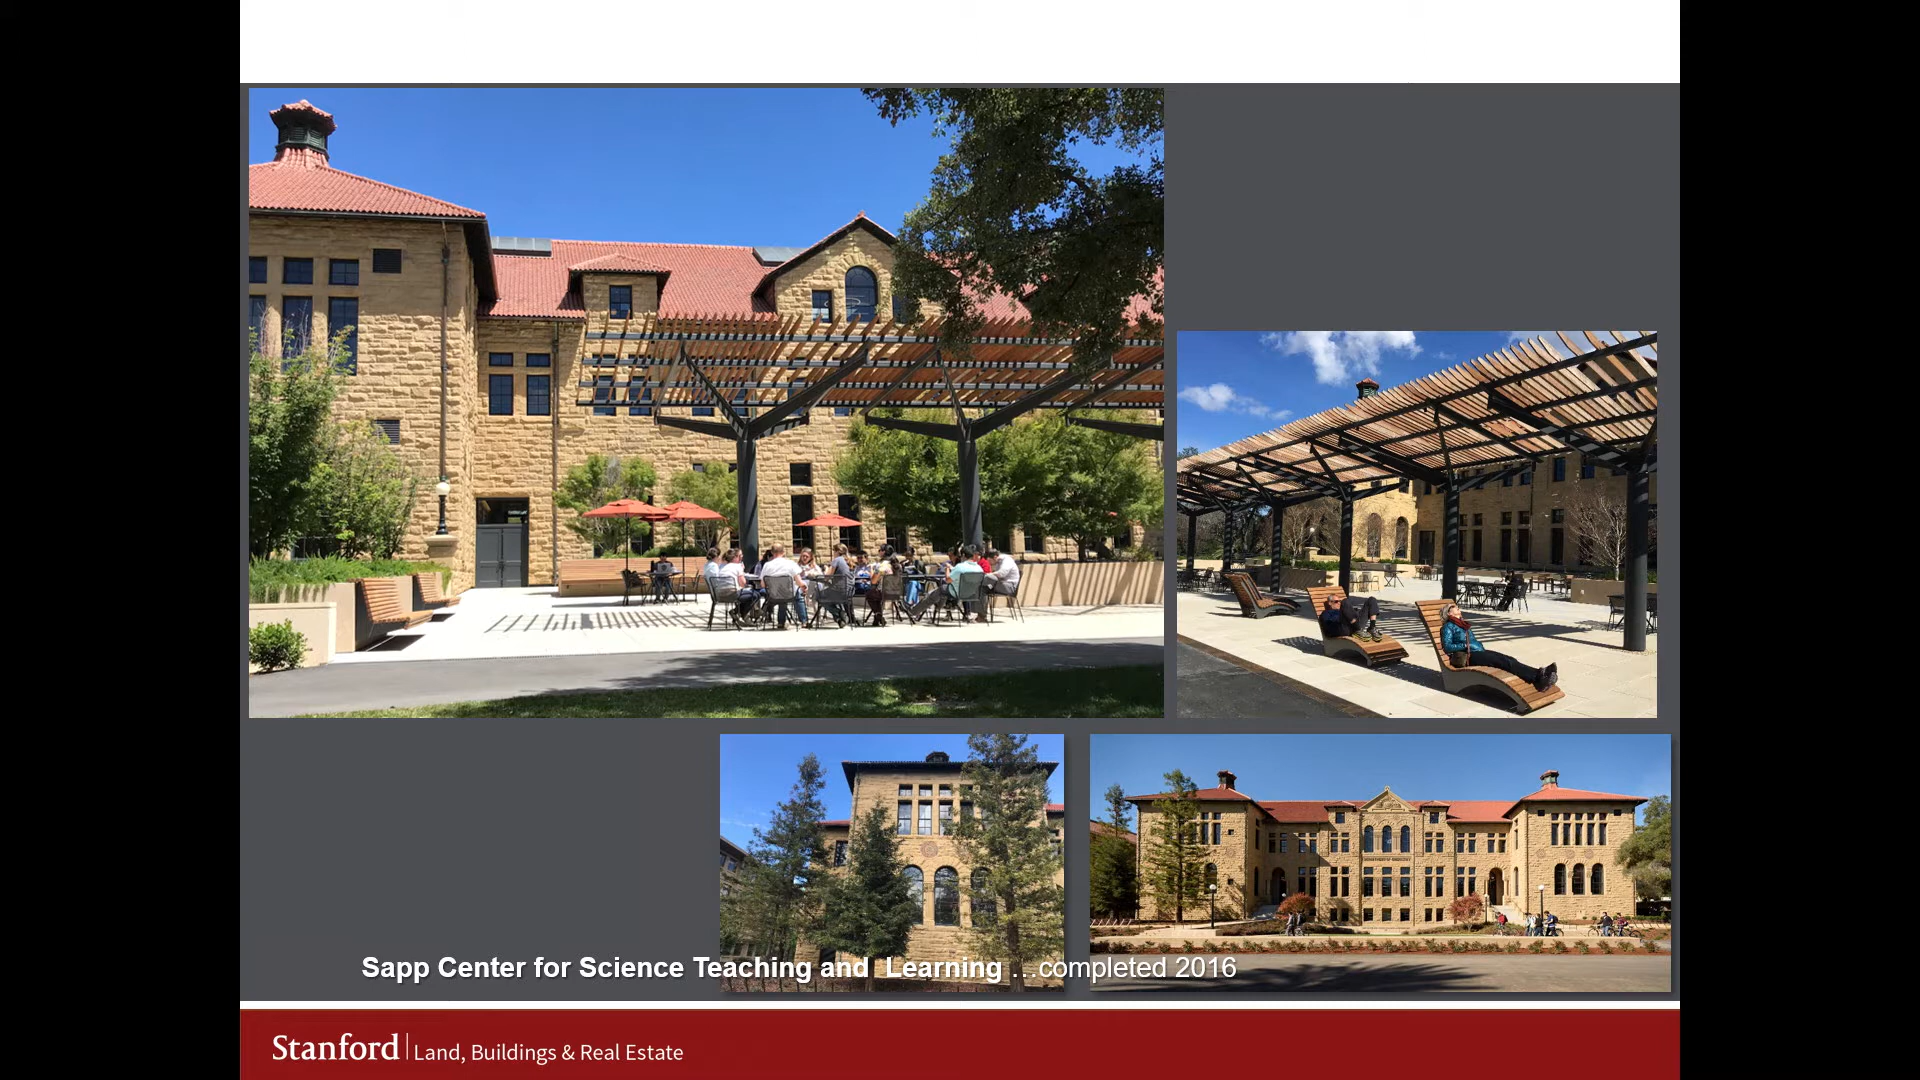 Sapp Center for Science Teaching and  Learning ...completed 2016
Stanford | Land, Buildings & Real Estate